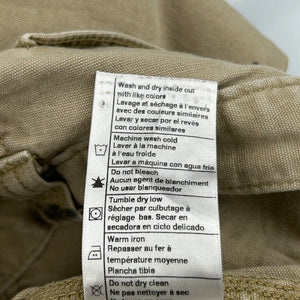 Wash and dry inside out
with like colors
Lavage et séchage à l'envers
avec des couleurs similaires
Lavar y secar por el revés
con colores similares
Machine wash cold
Laver à la machine
à l'eau froide
Lavar a máquina con agua fría
Do not bleach
Aucun agent de blanchiment
No usar blanqueador
Tumble dry low
Sécher par culbutage à
réglage bas. Secar en
secadora en ciclo delicado
Warm iron
Repasser au fer à
température moyenne
Plancha tibia
Do not dry clean
Ne pas nettoyer à sec